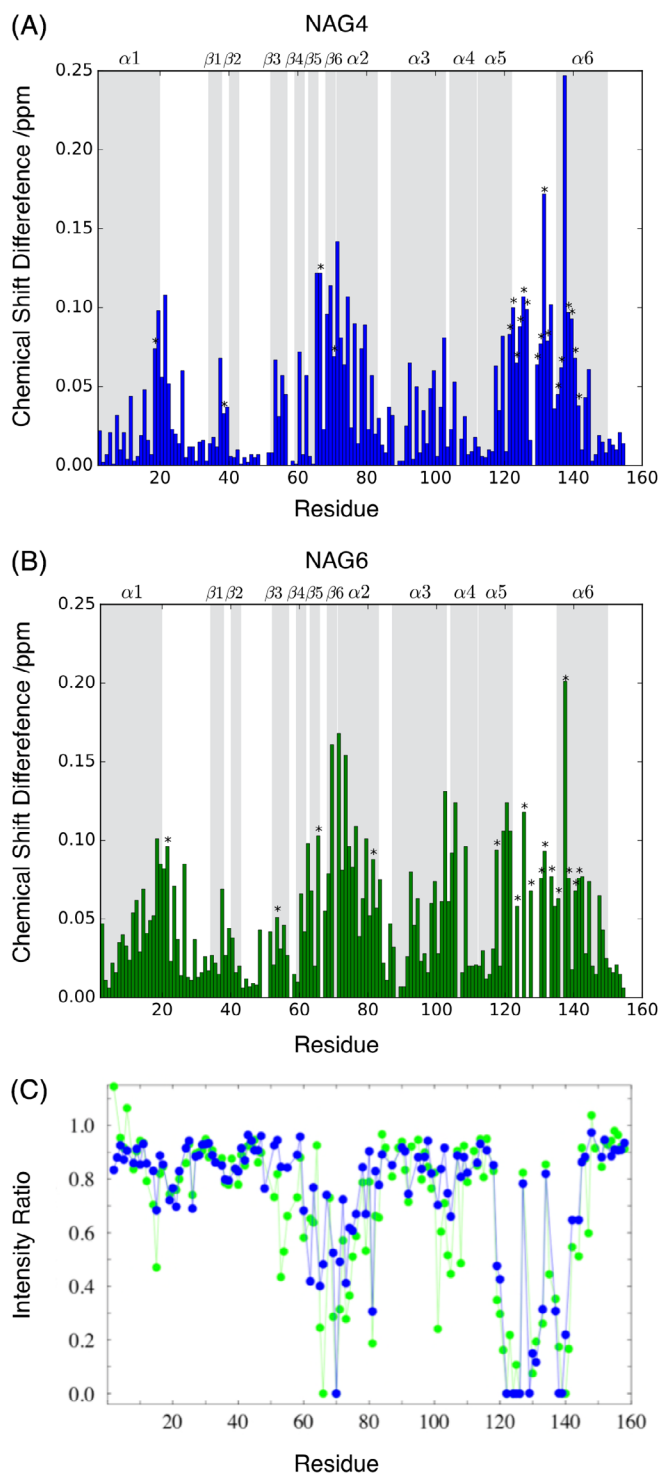 (A)
NAG4
α1 β1 β2 β3 β4 β5 β6 α2 α3 α4 α5 α6
0.25
0.20
0.15
0.10
0.05
0.00
Chemical Shift Differefence /ppm
* * * * * * * * * * * * * * * * * * * *
20 40 60 80 100 120 140 160
Residue
(B)
NAG6
α1 β1 β2 β3 β4 β5 β6 α2 α3 α4 α5 α6
0.25
0.20
0.15
0.10
0.05
0.00
Chemical Shift Differefence /ppm
* * * * * * * * * * * * * * *
20 40 60 80 100 120 140 160
Residue
(C)
1.0
0.8
0.6
0.4
0.2
0.0
Intensity Ratio
20 40 60 80 100 120 140 160
Residue